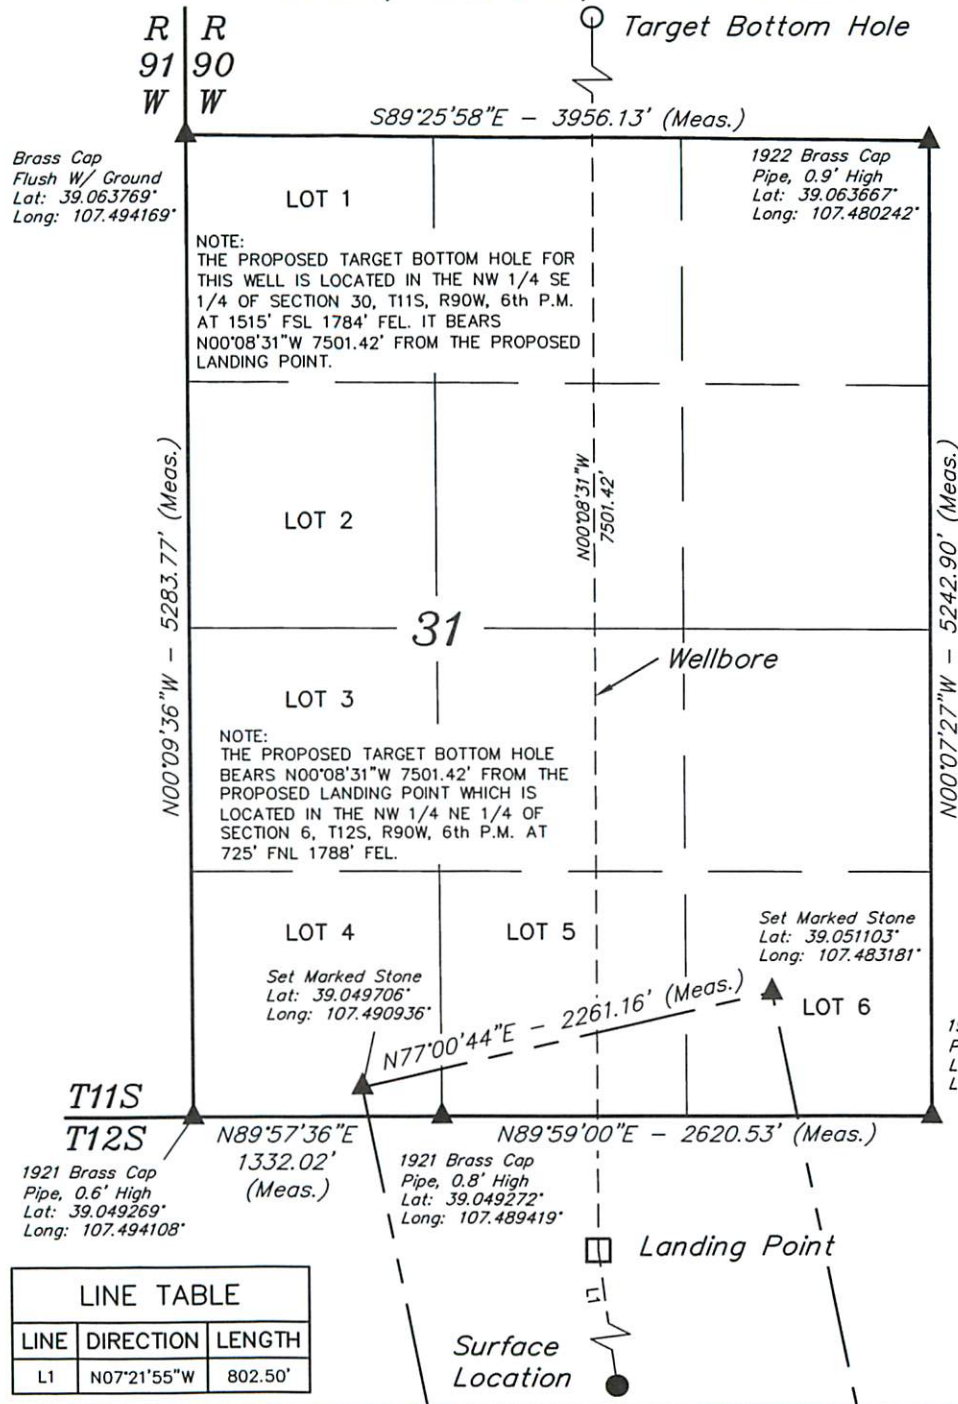 Target Bottom Hole
R R
91 90
W W
S89°25'58"E - 3956.13' (Meas.)
Brass Cap
Flush W/ Ground
Lat: 39.063769°
Long: 107.494169°
1922 Brass Cap
Pipe, 0.9' High
Lat: 39.063667°
Long: 107.480242°
LOT 1
NOTE:
THE PROPOSED TARGET BOTTOM HOLE FOR
THIS WELL IS LOCATED IN THE NW 1/4 SE
1/4 OF SECTION 30, T11S, R90W, 6th P.M.
AT 1515' FSL 1784' FEL. IT BEARS
N00°08'31"W 7501.42' FROM THE PROPOSED
LANDING POINT.
N00°09'36"W - 5283.77' (Meas.)
LOT 2
N00°08'31"W
7501.42'
N00°07'27"W - 5242.90' (Meas.)
31
Wellbore
LOT 3
NOTE:
THE PROPOSED TARGET BOTTOM HOLE
BEARS N00°08'31"W 7501.42' FROM THE
PROPOSED LANDING POINT WHICH IS
LOCATED IN THE NW 1/4 NE 1/4 OF
SECTION 6, T12S, R90W, 6th P.M. AT
725' FNL 1788' FEL.
LOT 4
LOT 5
Set Marked Stone
Lat: 39.051103°
Long: 107.483181°
Set Marked Stone
Lat: 39.049706°
Long: 107.490936°
N77°00'44"E - 2261.16' (Meas.)
LOT 6
T11S
T12S
N89°57'36"E
1332.02'
(Meas.)
N89°59'00"E - 2620.53' (Meas.)
1921 Brass Cap
Pipe, 0.6' High
Lat: 39.049269°
Long: 107.494108°
1921 Brass Cap
Pipe, 0.8' High
Lat: 39.049272°
Long: 107.489419°
Landing Point
L1
Surface
Location
LINE TABLE
LINE DIRECTION LENGTH
L1 N07°21'55"W 802.50'